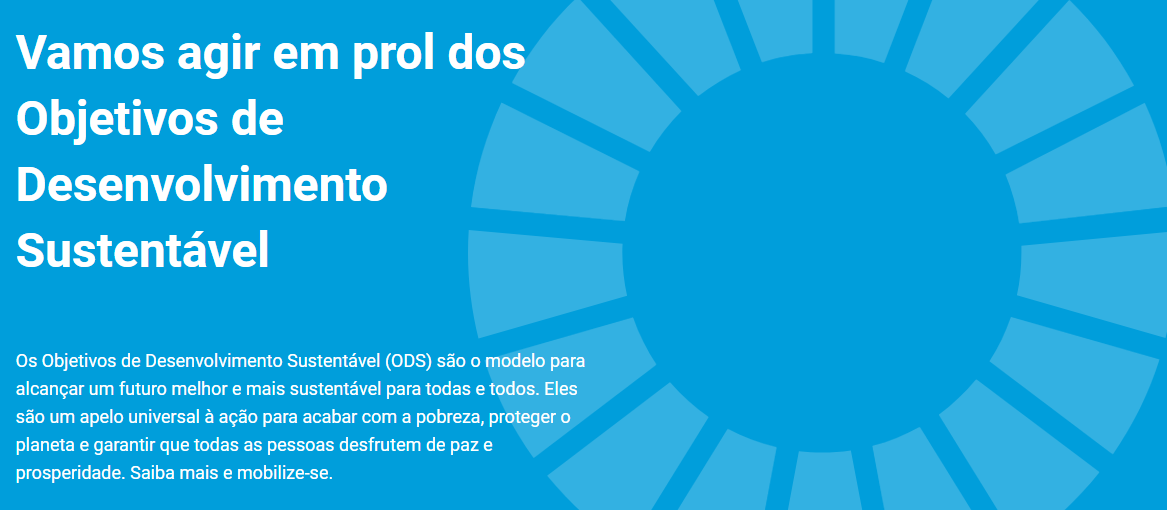 Vamos agir em prol dos
Objetivos de
Desenvolvimento
Sustentável
Os Objetivos de Desenvolvimento Sustentável (ODS) são o modelo para
alcançar um futuro melhor e mais sustentável para todas e todos. Eles
são um apelo universal à ação para acabar com a pobreza, proteger o
planeta e garantir que todas as pessoas desfrutem de paz e
prosperidade. Saiba mais e mobilize-se.